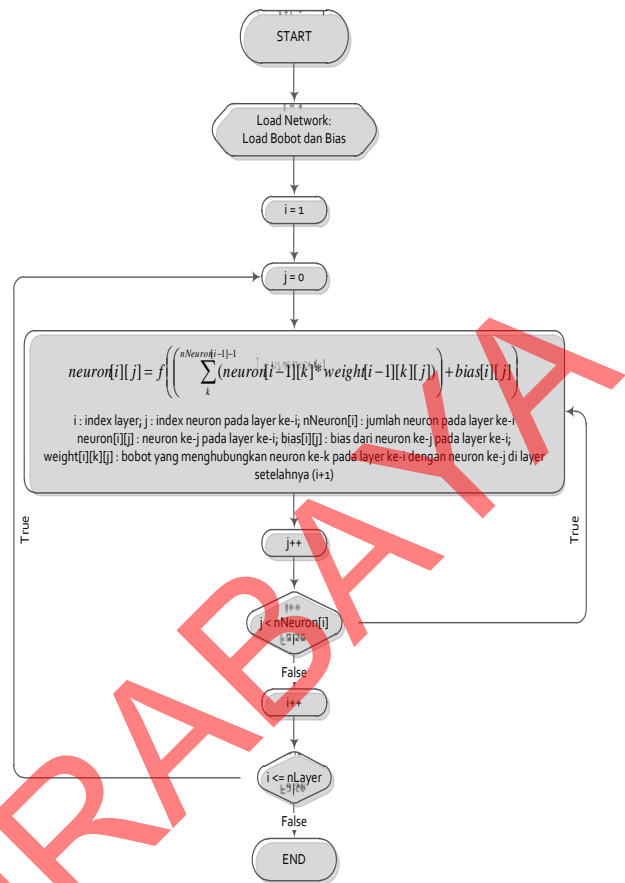 START
Load Network:
Load Bobot dan Bias
i = 1
j = 0
neuron[i][j] = f((∑_{k}^{nNeuron[i-1]-1}(neuron[i-1][k]*weight[i-1][k][j]))+bias[i][j])
i : index layer; j : index neuron pada layer ke-i; nNeuron[i] : jumlah neuron pada layer ke-i
neuron[i][j] : neuron ke-j pada layer ke-i; bias[i][j] : bias dari neuron ke-j pada layer ke-i;
weight[i][k][j] : bobot yang menghubungkan neuron ke-k pada layer ke-i dengan neuron ke-j di layer
setelahnya (i+1)
True
True
j++
j < nNeuron[i]
False
i++
i <= nLayer
False
END
RABAYA